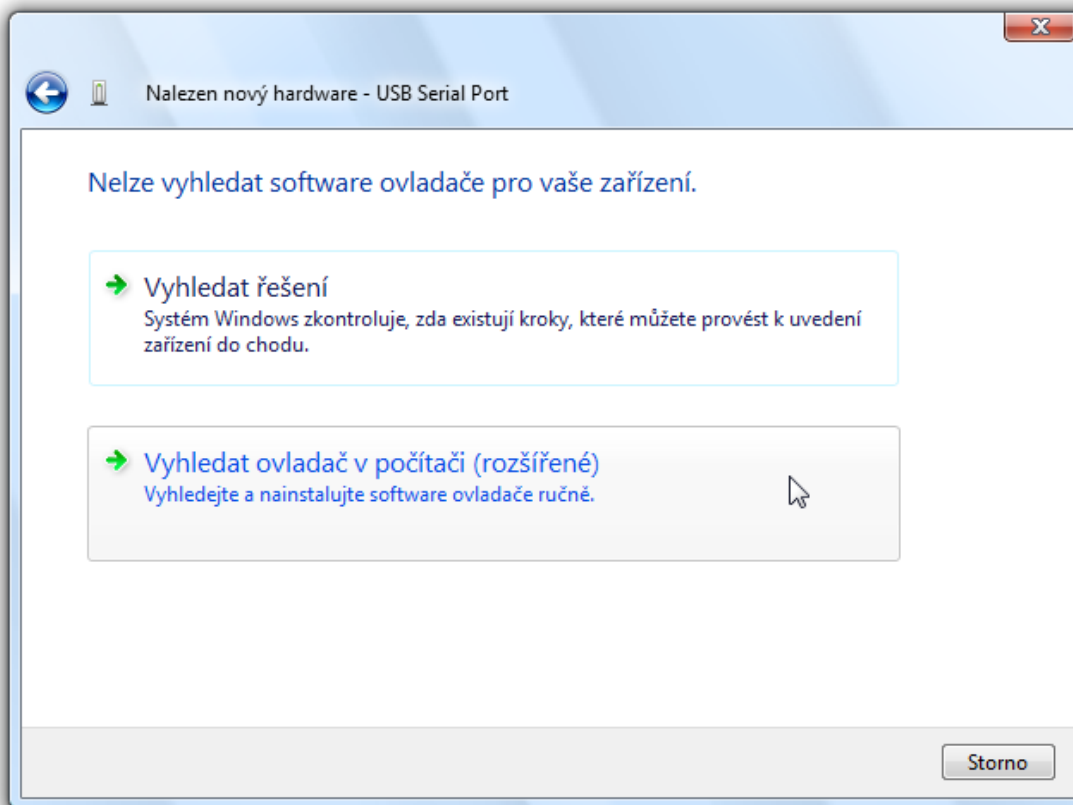 Nalezen nový hardware - USB Serial Port
Nelze vyhledat software ovladače pro vaše zařízení.
Vyhledat řešení
Systém Windows zkontroluje, zda existují kroky, které můžete provést k uvedení
zařízení do chodu.
Vyhledat ovladač v počítači (rozšířené)
Vyhledejte a nainstalujte software ovladače ručně.
Storno